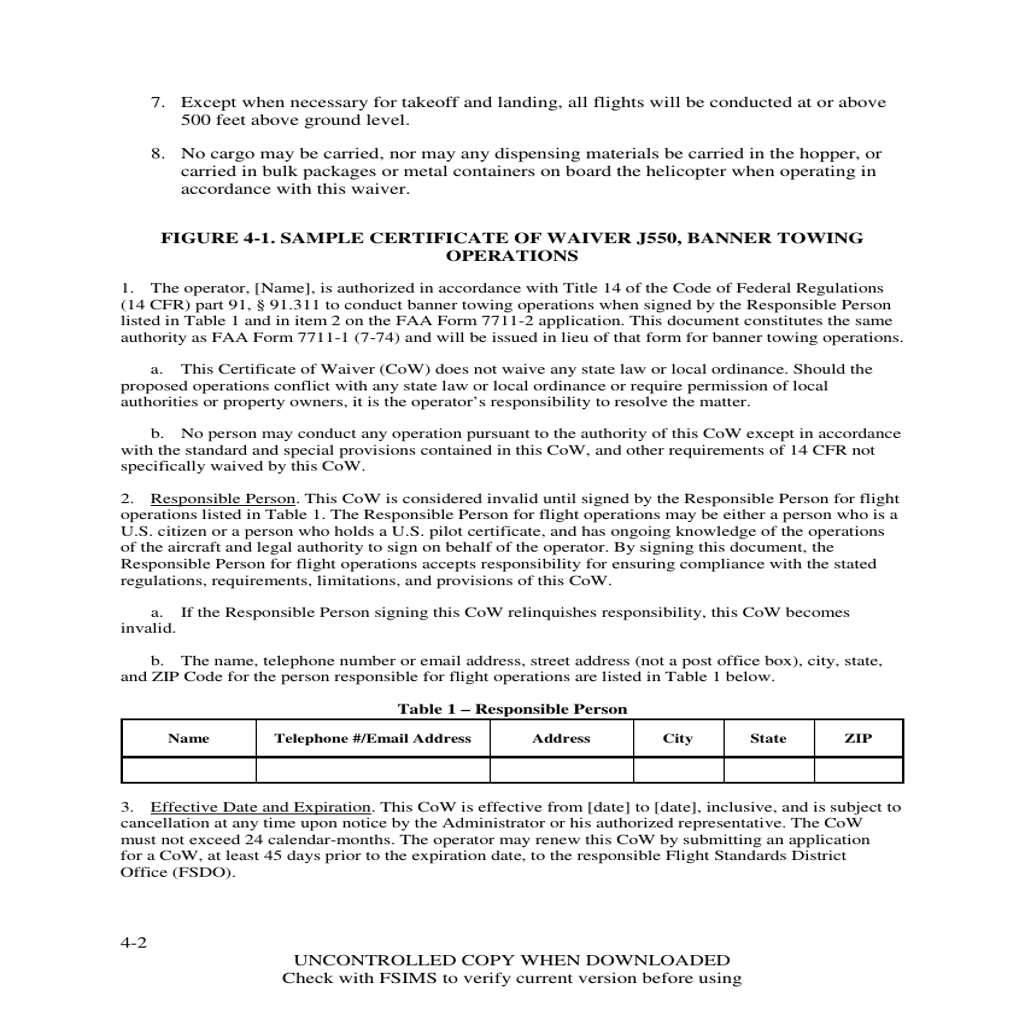 7. Except when necessary for takeoff and landing, all flights will be conducted at or above
500 feet above ground level.
8. No cargo may be carried, nor may any dispensing materials be carried in the hopper, or
carried in bulk packages or metal containers on board the helicopter when operating in
accordance with this waiver.
FIGURE 4-1. SAMPLE CERTIFICATE OF WAIVER J550, BANNER TOWING
OPERATIONS
1. The operator, [Name], is authorized in accordance with Title 14 of the Code of Federal Regulations
(14 CFR) part 91, § 91.311 to conduct banner towing operations when signed by the Responsible Person
listed in Table 1 and in item 2 on the FAA Form 7711-2 application. This document constitutes the same
authority as FAA Form 7711-1 (7-74) and will be issued in lieu of that form for banner towing operations.
a. This Certificate of Waiver (CoW) does not waive any state law or local ordinance. Should the
proposed operations conflict with any state law or local ordinance or require permission of local
authorities or property owners, it is the operator's responsibility to resolve the matter.
b. No person may conduct any operation pursuant to the authority of this CoW except in accordance
with the standard and special provisions contained in this CoW, and other requirements of 14 CFR not
specifically waived by this CoW.
2. Responsible Person. This CoW is considered invalid until signed by the Responsible Person for flight
operations listed in Table 1. The Responsible Person for flight operations may be either a person who is a
U.S. citizen or a person who holds a U.S. pilot certificate, and has ongoing knowledge of the operations
of the aircraft and legal authority to sign on behalf of the operator. By signing this document, the
Responsible Person for flight operations accepts responsibility for ensuring compliance with the stated
regulations, requirements, limitations, and provisions of this CoW.
a. If the Responsible Person signing this CoW relinquishes responsibility, this CoW becomes
invalid.
b. The name, telephone number or email address, street address (not a post office box), city, state,
and ZIP Code for the person responsible for flight operations are listed in Table 1 below.
Table 1 – Responsible Person
Name Telephone #/Email Address Address City State ZIP
3. Effective Date and Expiration. This CoW is effective from [date] to [date], inclusive, and is subject to
cancellation at any time upon notice by the Administrator or his authorized representative. The CoW
must not exceed 24 calendar-months. The operator may renew this CoW by submitting an application
for a CoW, at least 45 days prior to the expiration date, to the responsible Flight Standards District
Office (FSDO).
4-2
UNCONTROLLED COPY WHEN DOWNLOADED
Check with FSIMS to verify current version before using